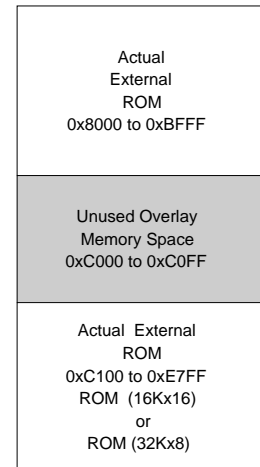 Actual
External
ROM
0x8000 to 0xBFFF
Unused Overlay
Memory Space
0xC000 to 0xC0FF
Actual External
ROM
0xC100 to 0xE7FF
ROM (16Kx16)
or
ROM (32Kx8)